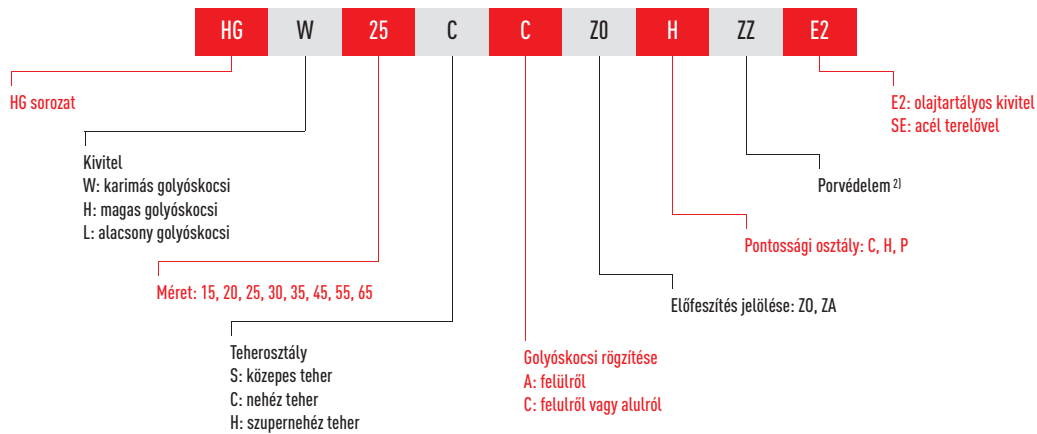 HG W 25 C C Z0 H ZZ E2
HG sorozat
E2: olajtartályos kivitel
SE: acél terelővel
Kivitel
W: karimás golyóskocsi
H: magas golyóskocsi
L: alacsony golyóskocsi
Porvédelem 2)
Pontossági osztály: C, H, P
Méret: 15, 20, 25, 30, 35, 45, 55, 65
Előfeszítés jelölése: Z0, ZA
Teherosztály
S: közepes teher
C: nehéz teher
H: szupernehéz teher
Golyóskocsi rögzítése
A: felülről
C: felulről vagy alulról